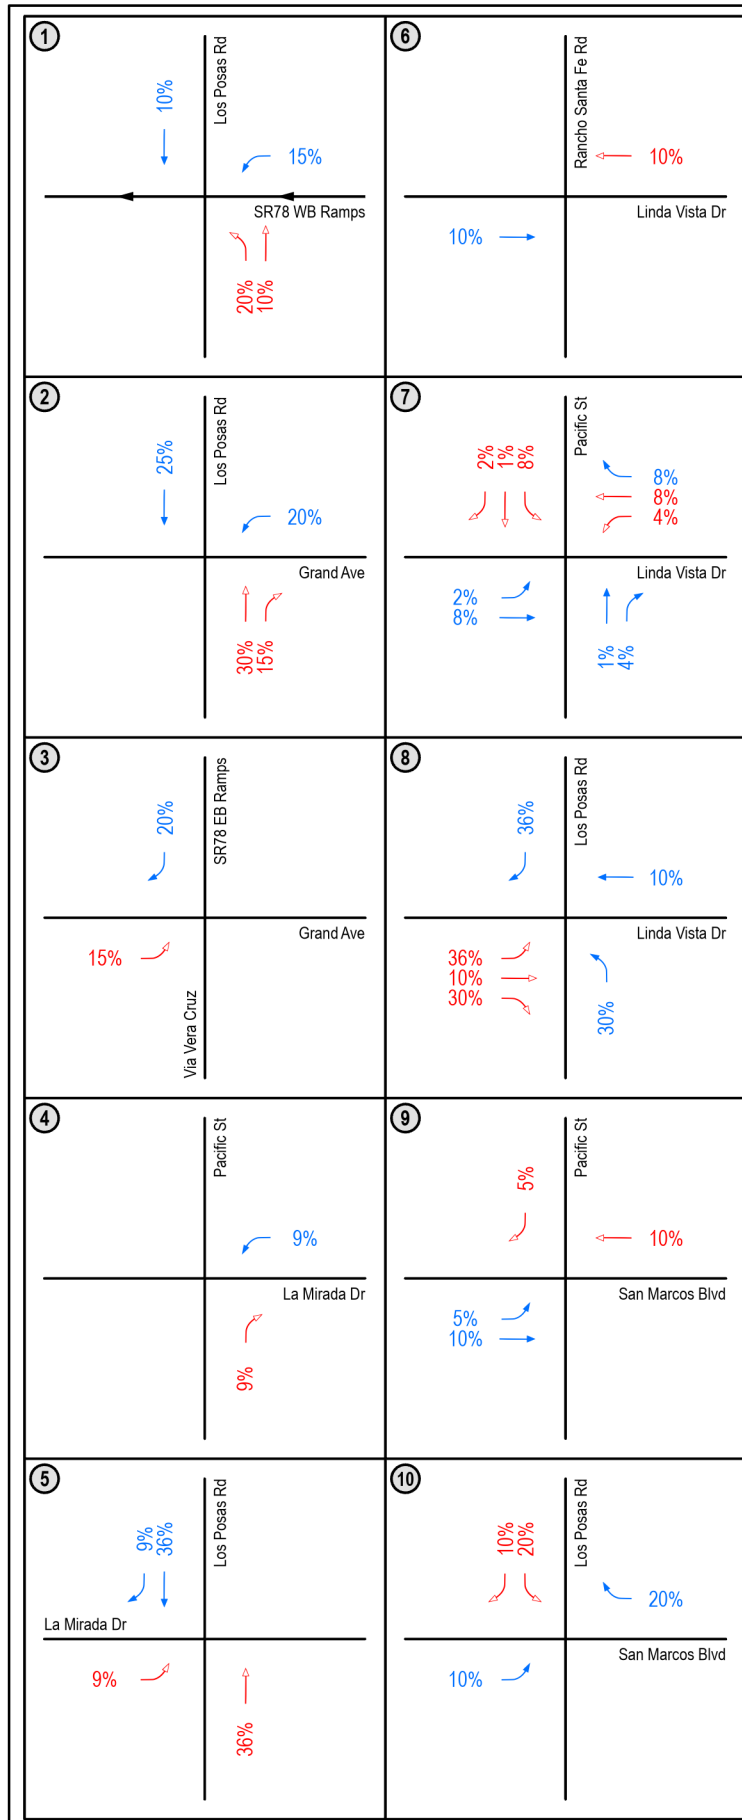 1
Los Posas Rd
10%
15%
SR78 WB Ramps
20%
10%
2
Los Posas Rd
25%
20%
Grand Ave
30%
15%
3
SR78 EB Ramps
20%
Grand Ave
15%
Via Vera Cruz
4
Pacific St
9%
La Mirada Dr
9%
5
Los Posas Rd
9%
36%
La Mirada Dr
9%
36%
6
Rancho Santa Fe Rd
10%
Linda Vista Dr
10%
7
Pacific St
2%
1%
8%
8%
8%
4%
Linda Vista Dr
2%
8%
1%
4%
8
Los Posas Rd
36%
10%
Linda Vista Dr
36%
10%
30%
30%
9
Pacific St
5%
10%
San Marcos Blvd
5%
10%
10
Los Posas Rd
10%
20%
20%
San Marcos Blvd
10%